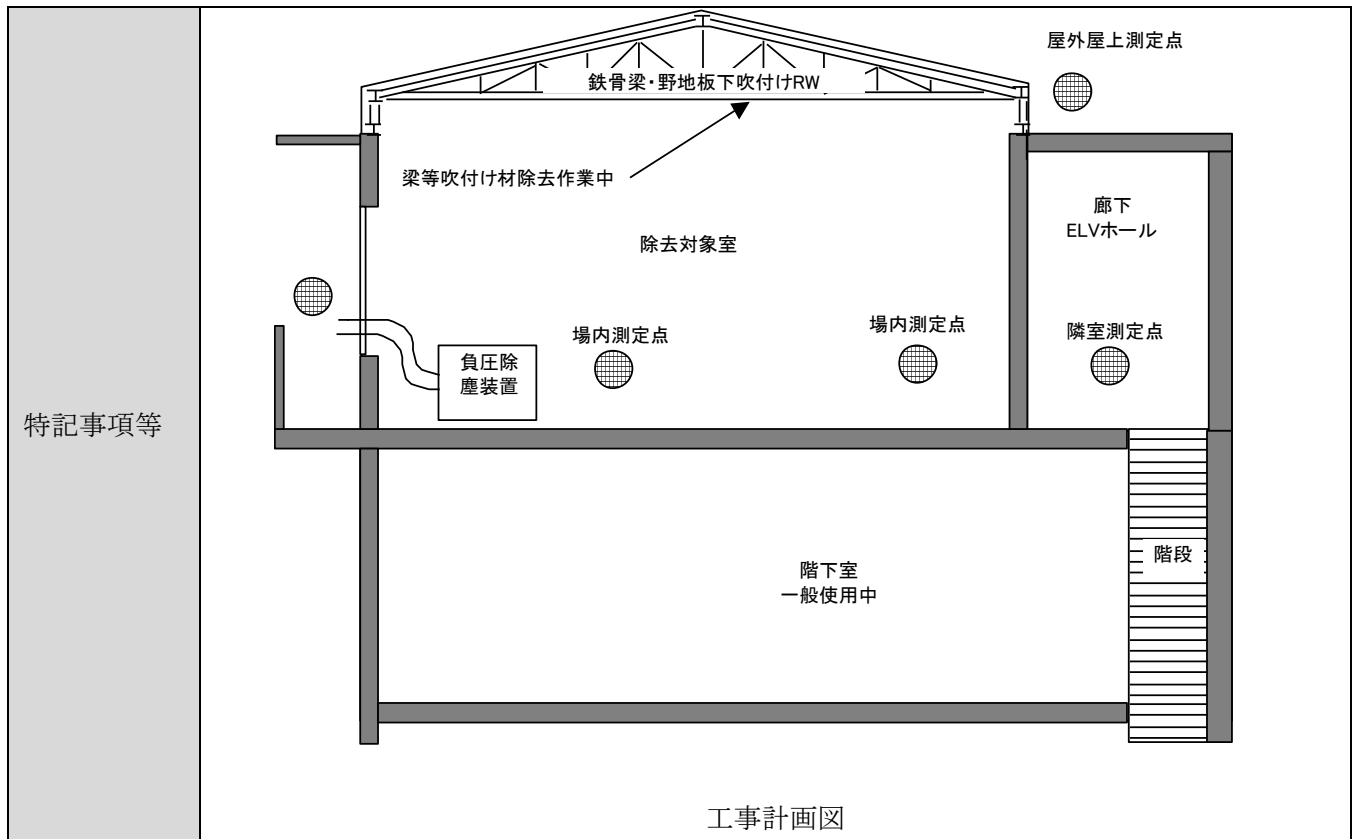 特記事項等
屋外屋上測定点
鉄骨梁・野地板下吹付けRW
梁等吹付け材除去作業中
除去対象室
廊下
ELVホール
場内測定点
場内測定点
隣室測定点
負圧除
塵装置
階段
階下室
一般使用中
工事計画図